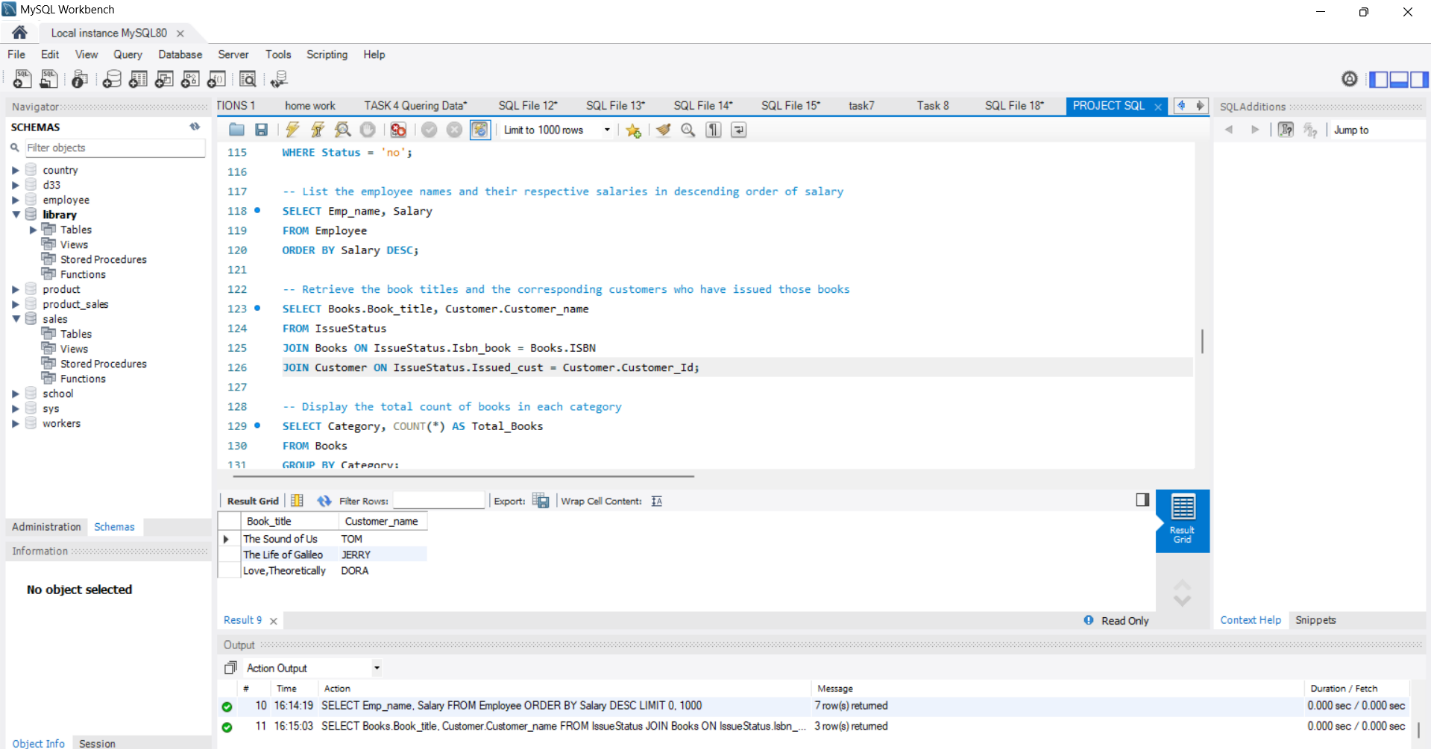 MySQL Workbench
Local instance MySQL80
File Edit View Query Database Server Tools Scripting Help
Navigator
SCHEMAS
Filter objects
country
d33
employee
library
Tables
Views
Stored Procedures
Functions
product
product_sales
sales
Tables
Views
Stored Procedures
Functions
school
sys
workers
Administration Schemas
Information
No object selected
Object Info Session
TIONS 1 home work TASK 4 Quering Data* SQL File 12* SQL File 13* SQL File 14* SQL File 15* task7 Task 8 SQL File 18* PROJECT SQL
Limit to 1000 rows
115 WHERE Status = 'no';
116
117 -- List the employee names and their respective salaries in descending order of salary
118 SELECT Emp_name, Salary
119 FROM Employee
120 ORDER BY Salary DESC;
121
122 -- Retrieve the book titles and the corresponding customers who have issued those books
123 SELECT Books.Book_title, Customer.Customer_name
124 FROM IssueStatus
125 JOIN Books ON IssueStatus.Isbn_book = Books.ISBN
126 JOIN Customer ON IssueStatus.Issued_cust = Customer.Customer_Id;
127
128 -- Display the total count of books in each category
129 SELECT Category, COUNT(*) AS Total_Books
130 FROM Books
131 GROUP BY Category;
Result Grid Filter Rows: Export: Wrap Cell Content:
Book_title Customer_name
The Sound of Us TOM
The Life of Galileo JERRY
Love,Theoretically DORA
Result Grid
Result 9
Read Only
Output
Action Output
# Time Action Message Duration / Fetch
10 16:14:19 SELECT Emp_name, Salary FROM Employee ORDER BY Salary DESC LIMIT 0, 1000 7 row(s) returned 0.000 sec / 0.000 sec
11 16:15:03 SELECT Books.Book_title, Customer.Customer_name FROM IssueStatus JOIN Books ON IssueStatus.Isbn_... 3 row(s) returned 0.000 sec / 0.000 sec
SQLAdditions
Jump to
Context Help Snippets